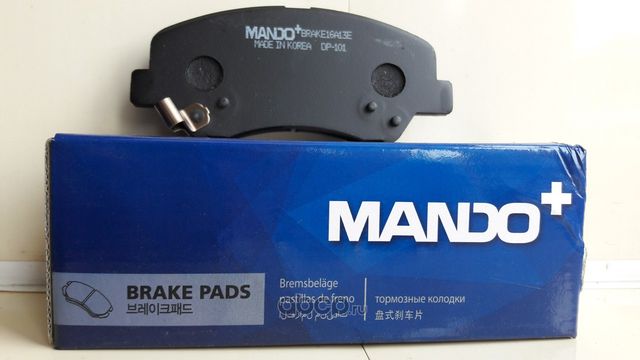 MANDO+ BRAKE16A13E
MADE IN KOREA DP-101
MANDO+
BRAKE PADS
브레이크패드
Bremsbeläge
pastillas de freno
тормозные колодки
盘式刹车片